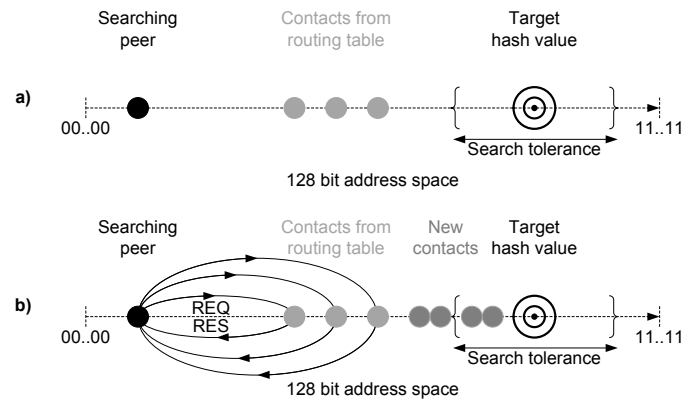 Searching peer
Contacts from routing table
Target hash value
a)
00..00
11..11
Search tolerance
128 bit address space
Searching peer
Contacts from routing table
New contacts
Target hash value
b)
REQ
RES
00..00
11..11
Search tolerance
128 bit address space